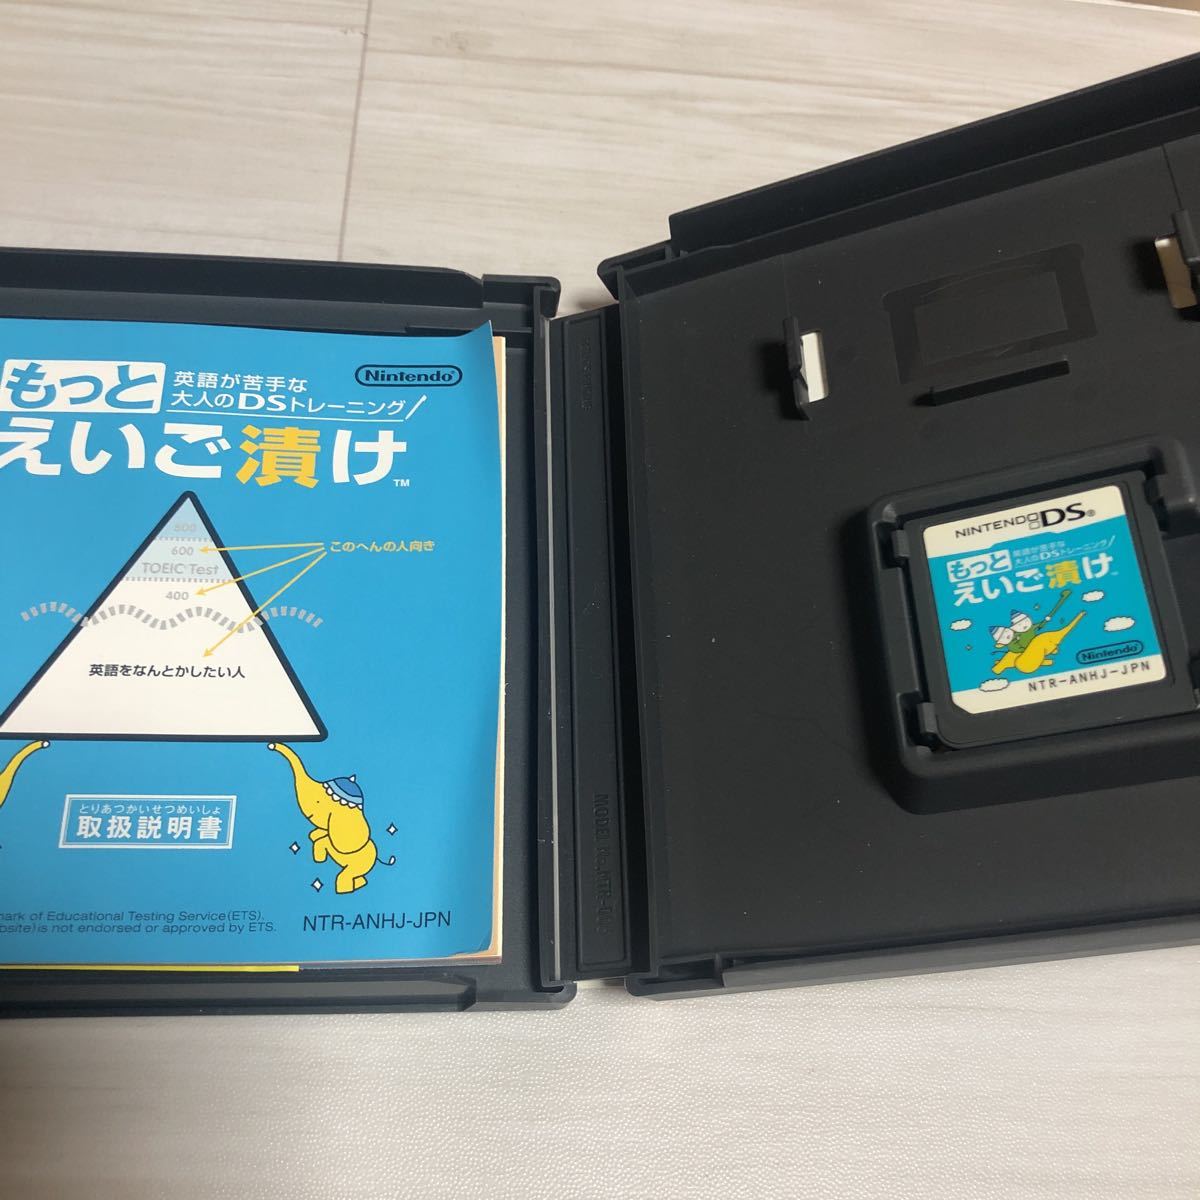 もっと
英語が苦手な
大人のDSトレーニング
えいご漬け™
Nintendo
600
TOEIC Test
400
このへんの人向き
英語をなんとかしたい人
とりあつかいせつめいしょ
取扱説明書
mark of Educational Testing Service (ETS).
is not endorsed or approved by ETS.
NTR-ANHJ-JPN
NINTENDO DS®
もっと
英語が苦手な
大人のDSトレーニング
えいご漬け™
Nintendo
NTR-ANHJ-JPN